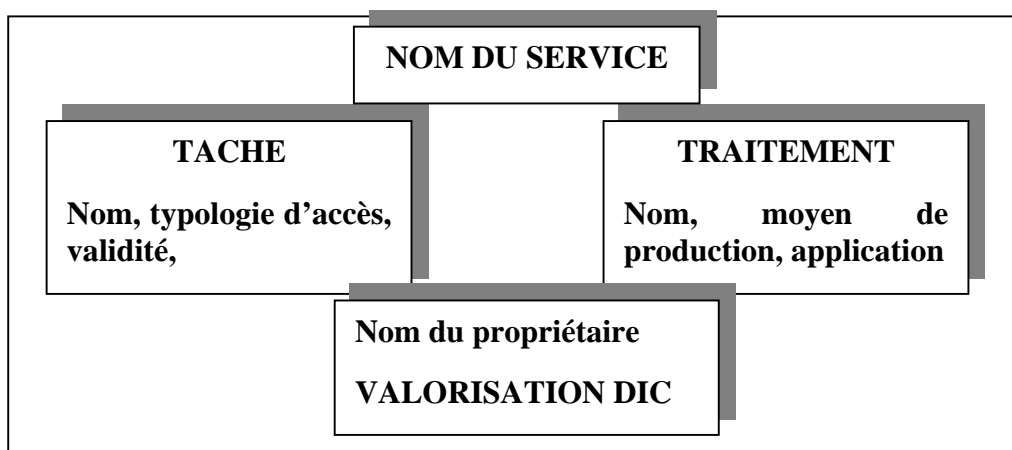 NOM DU SERVICE
TACHE
Nom, typologie d’accès,
validité,
TRAITEMENT
Nom, moyen de
production, application
Nom du propriétaire
VALORISATION DIC